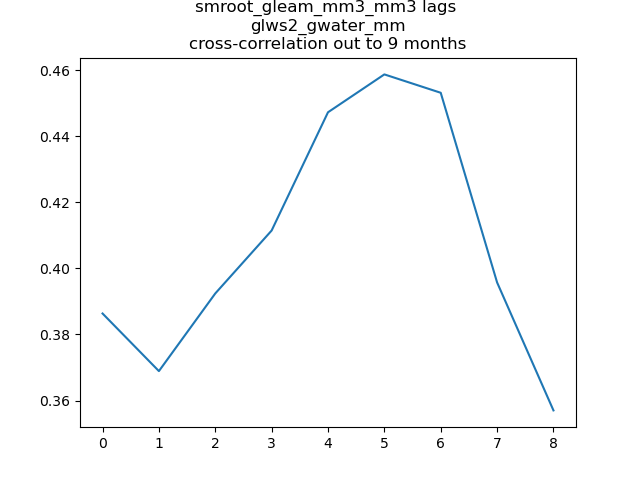 smroot_gleam_mm3_mm3 lags
glws2_gwater_mm
cross-correlation out to 9 months
0.46
0.44
0.42
0.40
0.38
0.36
0 1 2 3 4 5 6 7 8